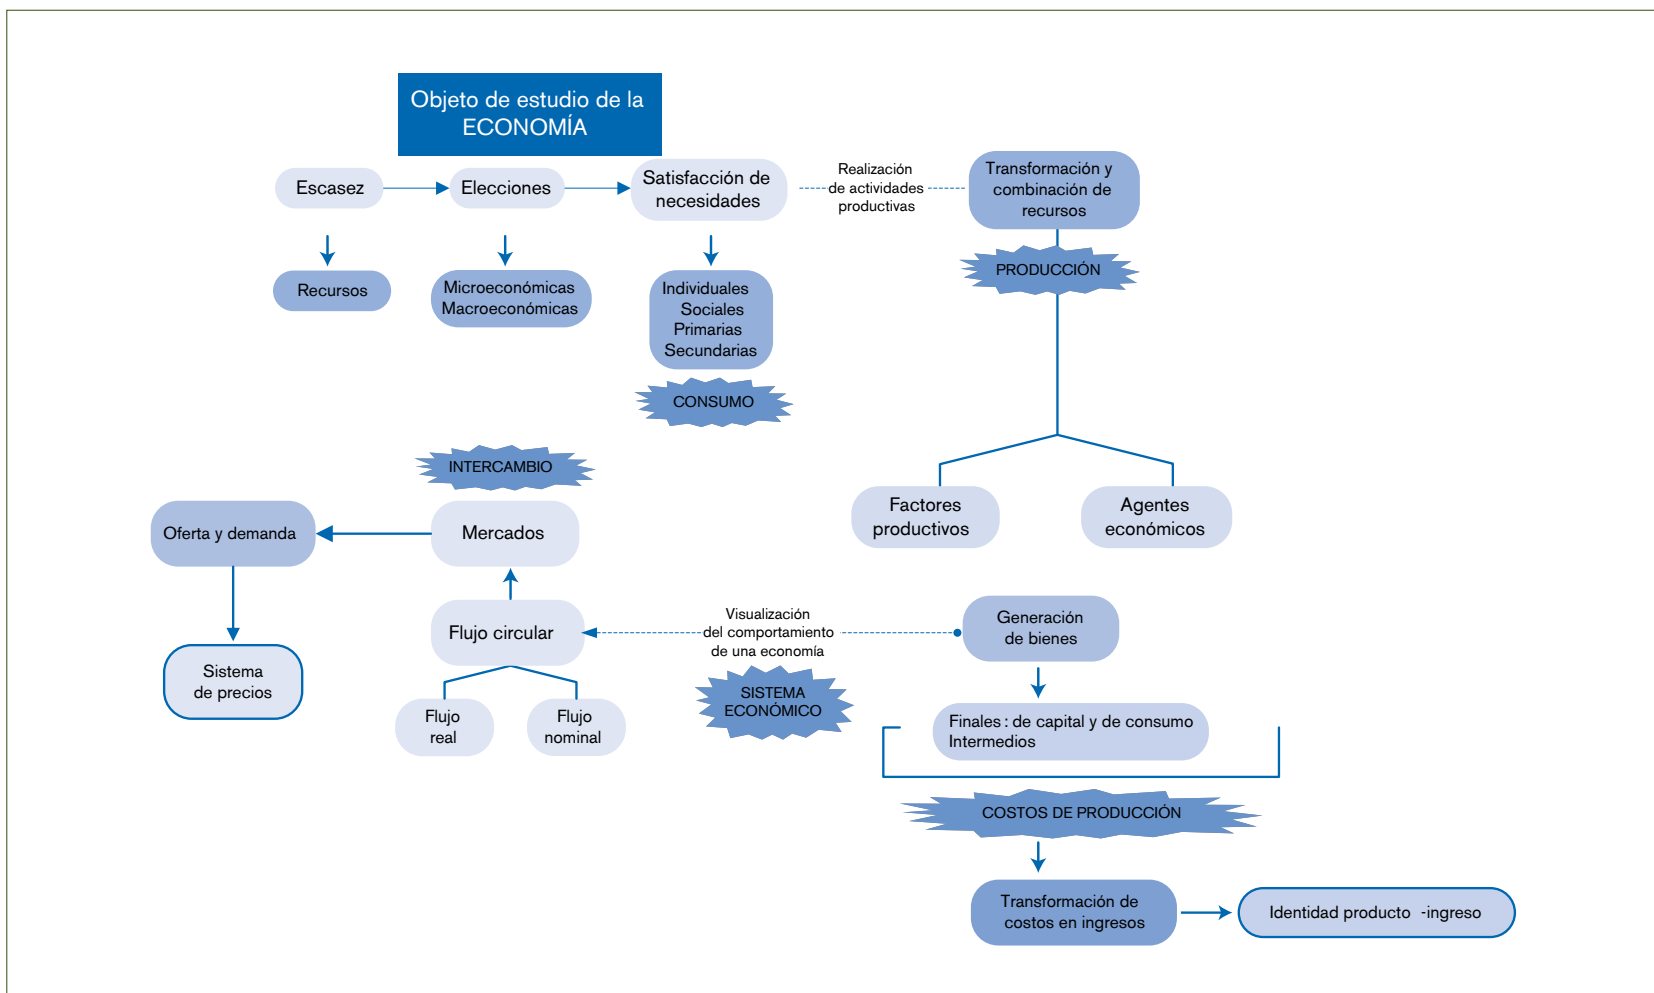 Objeto de estudio de la
ECONOMÍA
Escasez
Elecciones
Satisfacción de
necesidades
Realización
de actividades
productivas
Transformación y
combinación de
recursos
PRODUCCIÓN
Recursos
Microeconómicas
Macroeconómicas
Individuales
Sociales
Primarias
Secundarias
CONSUMO
INTERCAMBIO
Factores
productivos
Agentes
económicos
Oferta y demanda
Mercados
Flujo circular
Visualización
del comportamiento
de una economía
Generación
de bienes
Sistema
de precios
SISTEMA
ECONÓMICO
Flujo
real
Flujo
nominal
Finales : de capital y de consumo
Intermedios
COSTOS DE PRODUCCIÓN
Transformación de
costos en ingresos
Identidad producto -ingreso